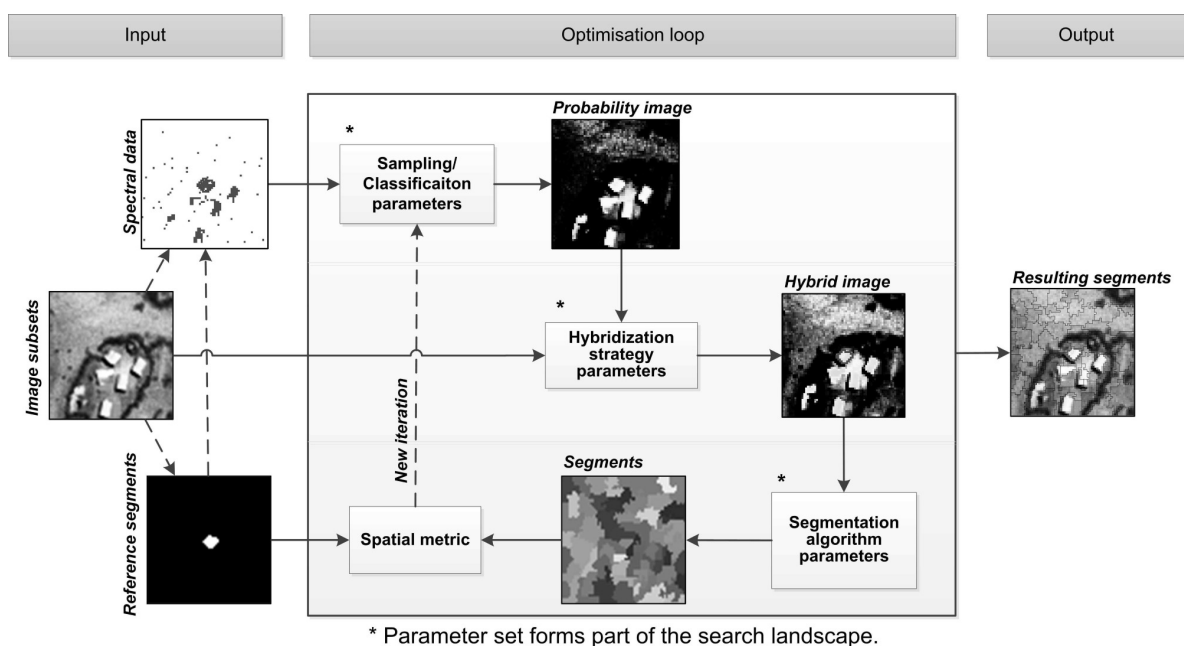 Input
Optimisation loop
Output
Spectral data
*
Sampling/
Classificaiton
parameters
Probability image
Image subsets
*
Hybridization
strategy
parameters
Hybrid image
Resulting segments
New iteration
Reference segments
Spatial metric
Segments
*
Segmentation
algorithm
parameters
* Parameter set forms part of the search landscape.